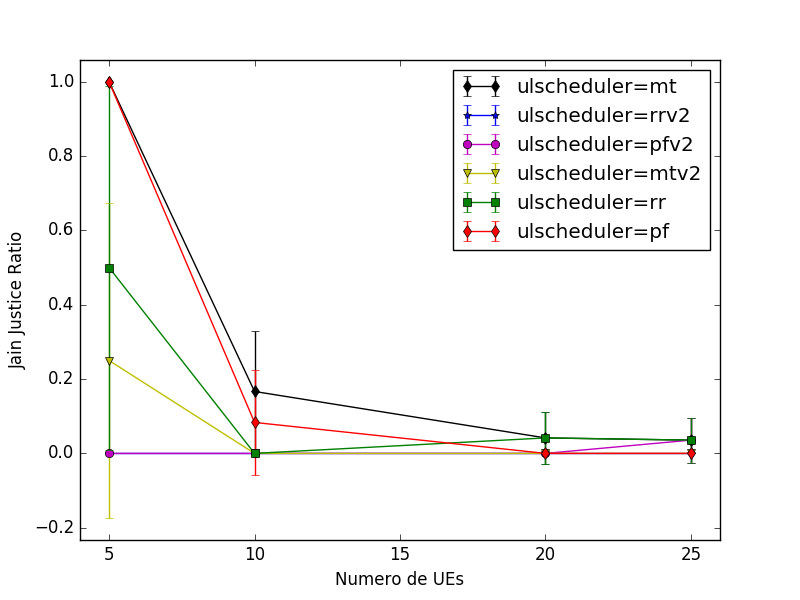 1.0
0.8
0.6
0.4
0.2
0.0
−0.2
5
10
15
20
25
Jain Justice Ratio
Numero de UEs
ulscheduler=mt
ulscheduler=rrv2
ulscheduler=pfv2
ulscheduler=mtv2
ulscheduler=rr
ulscheduler=pf